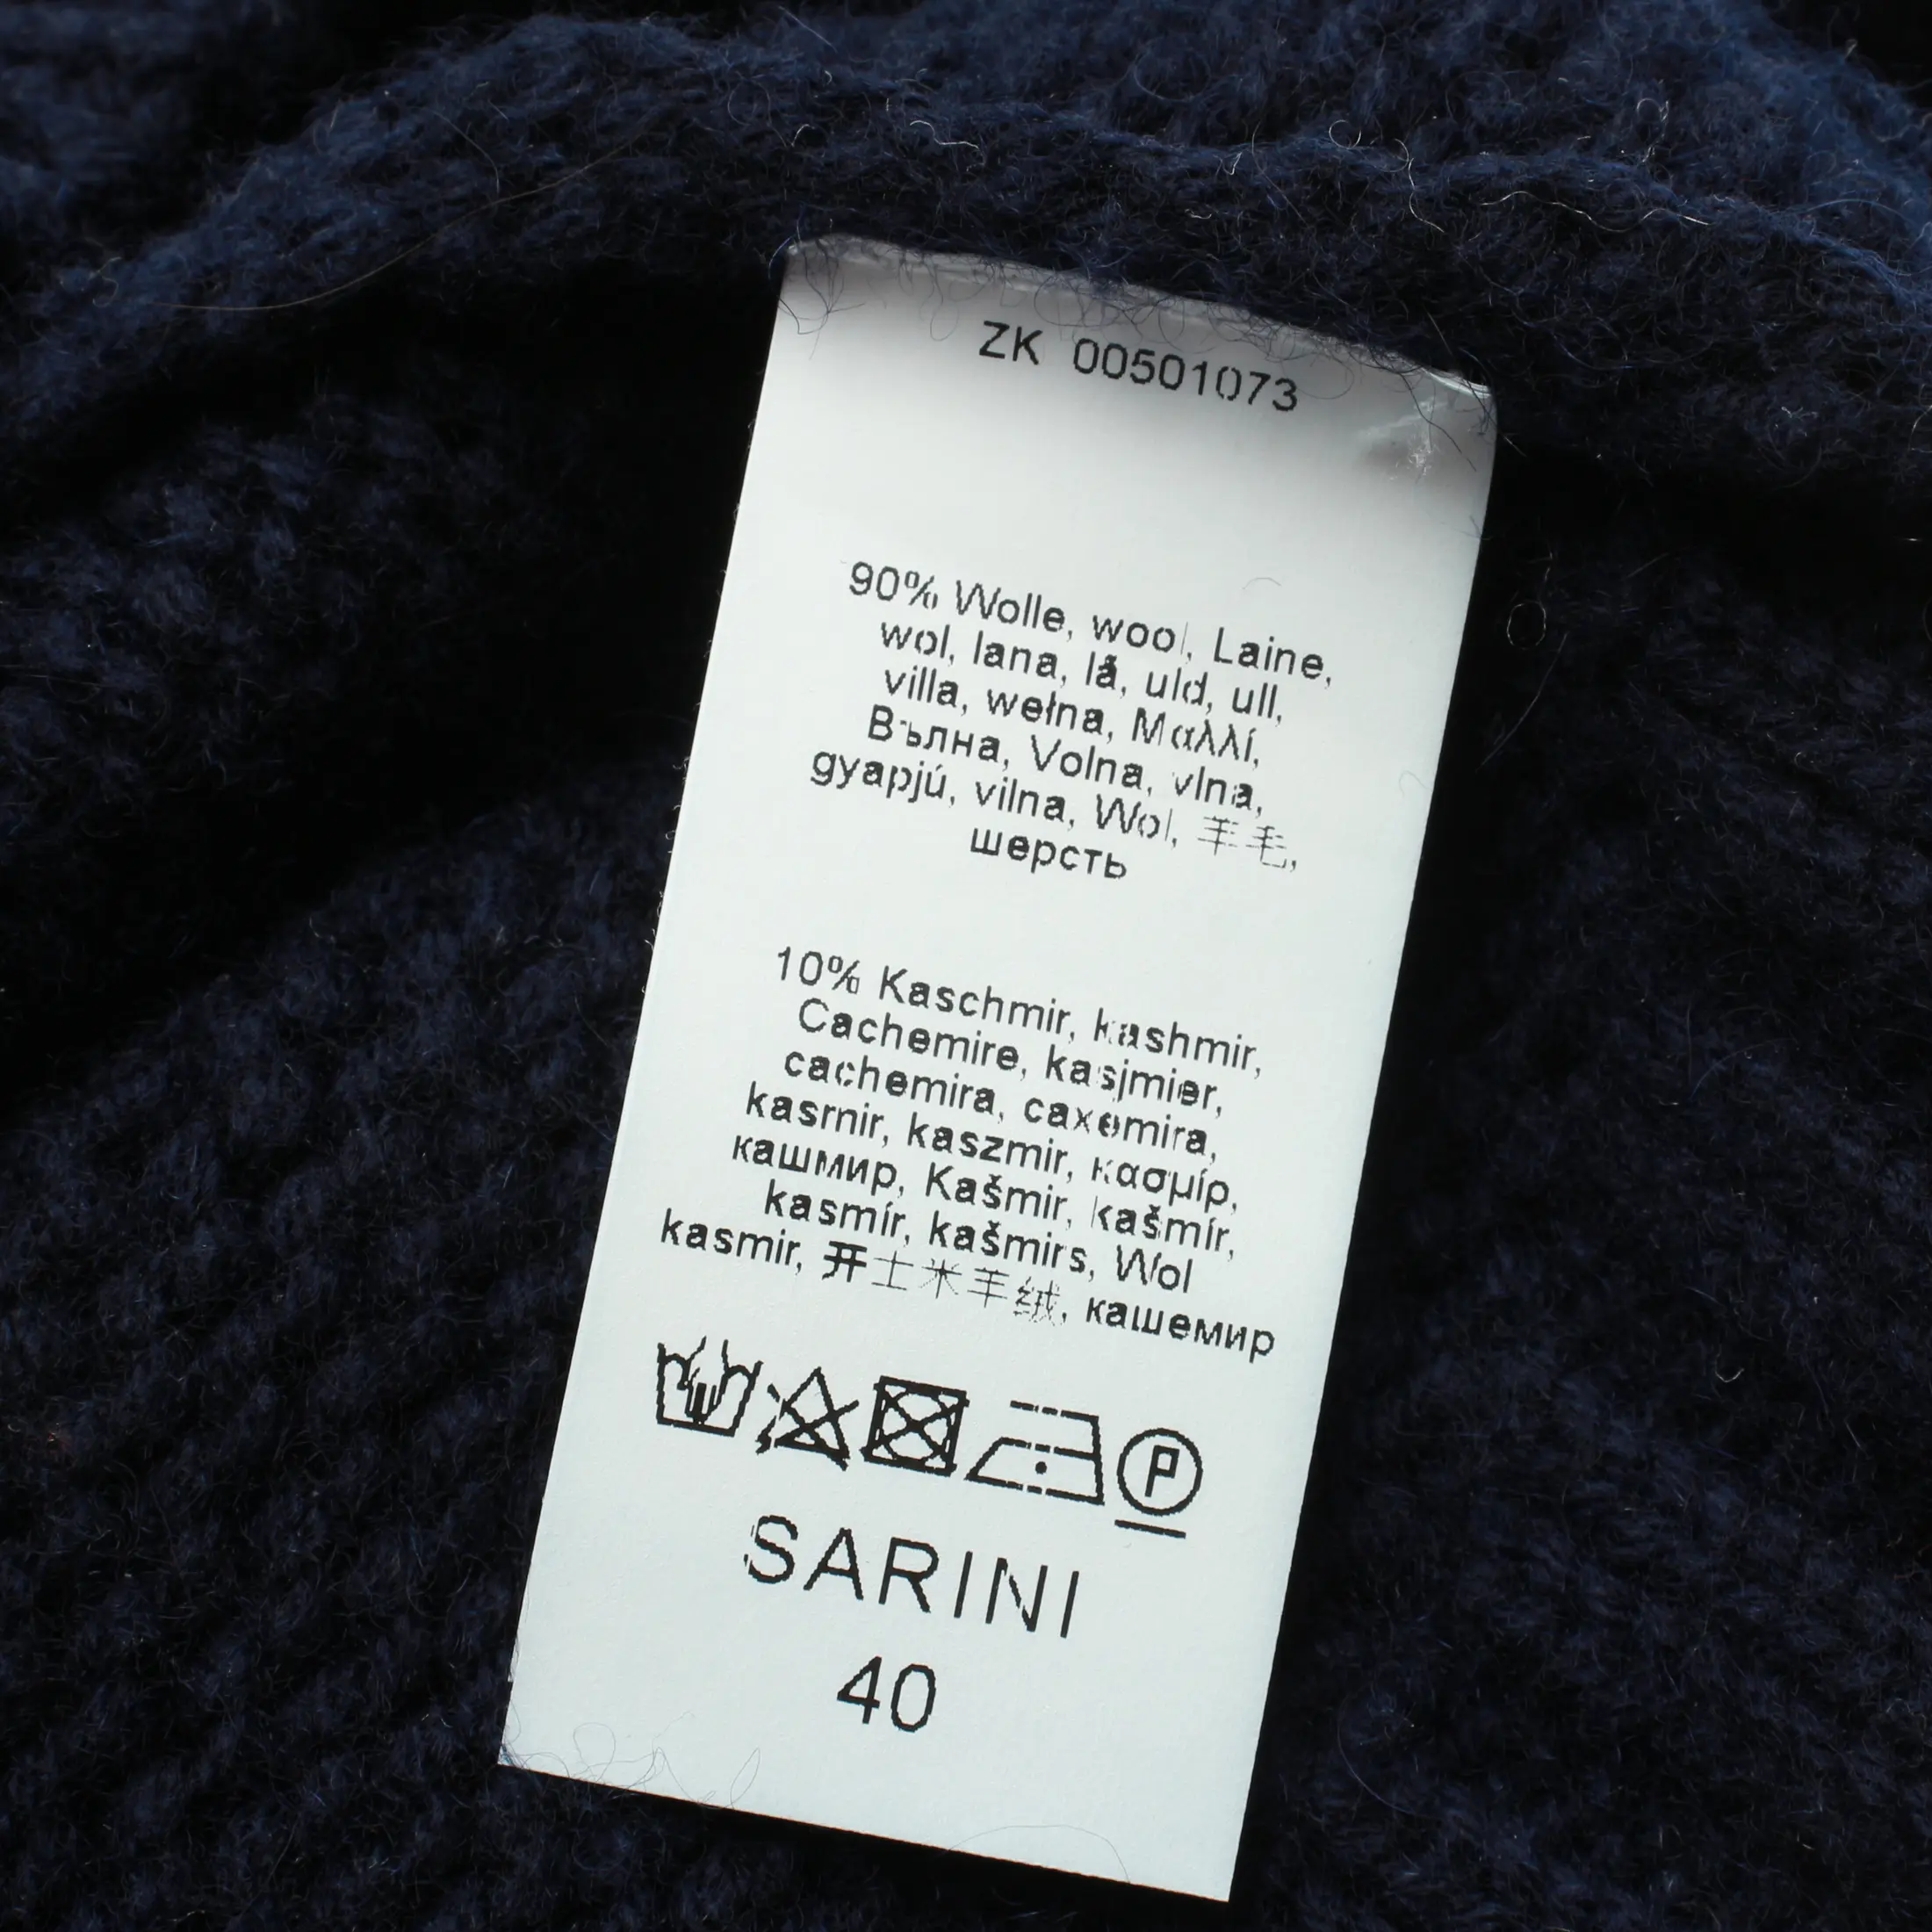 ZK 00501073
90% Wolle, wool, Laine,
wol, lana, lã, uld, ull,
villa, wełna, Μαλλί,
Вълна, Volna, vlna,
gyapjú, vilna, Wol, 羊毛,
шерсть
10% Kaschmir, kashmir,
Cachemire, kasjmier,
cachemira, caxemira,
kasmir, kaszmir, κασμίρ,
кашмир, Kašmir, kašmír,
kasmír, kašmirs, Wol
kasmir, 开士米羊绒, кашемир
P
SARINI
40